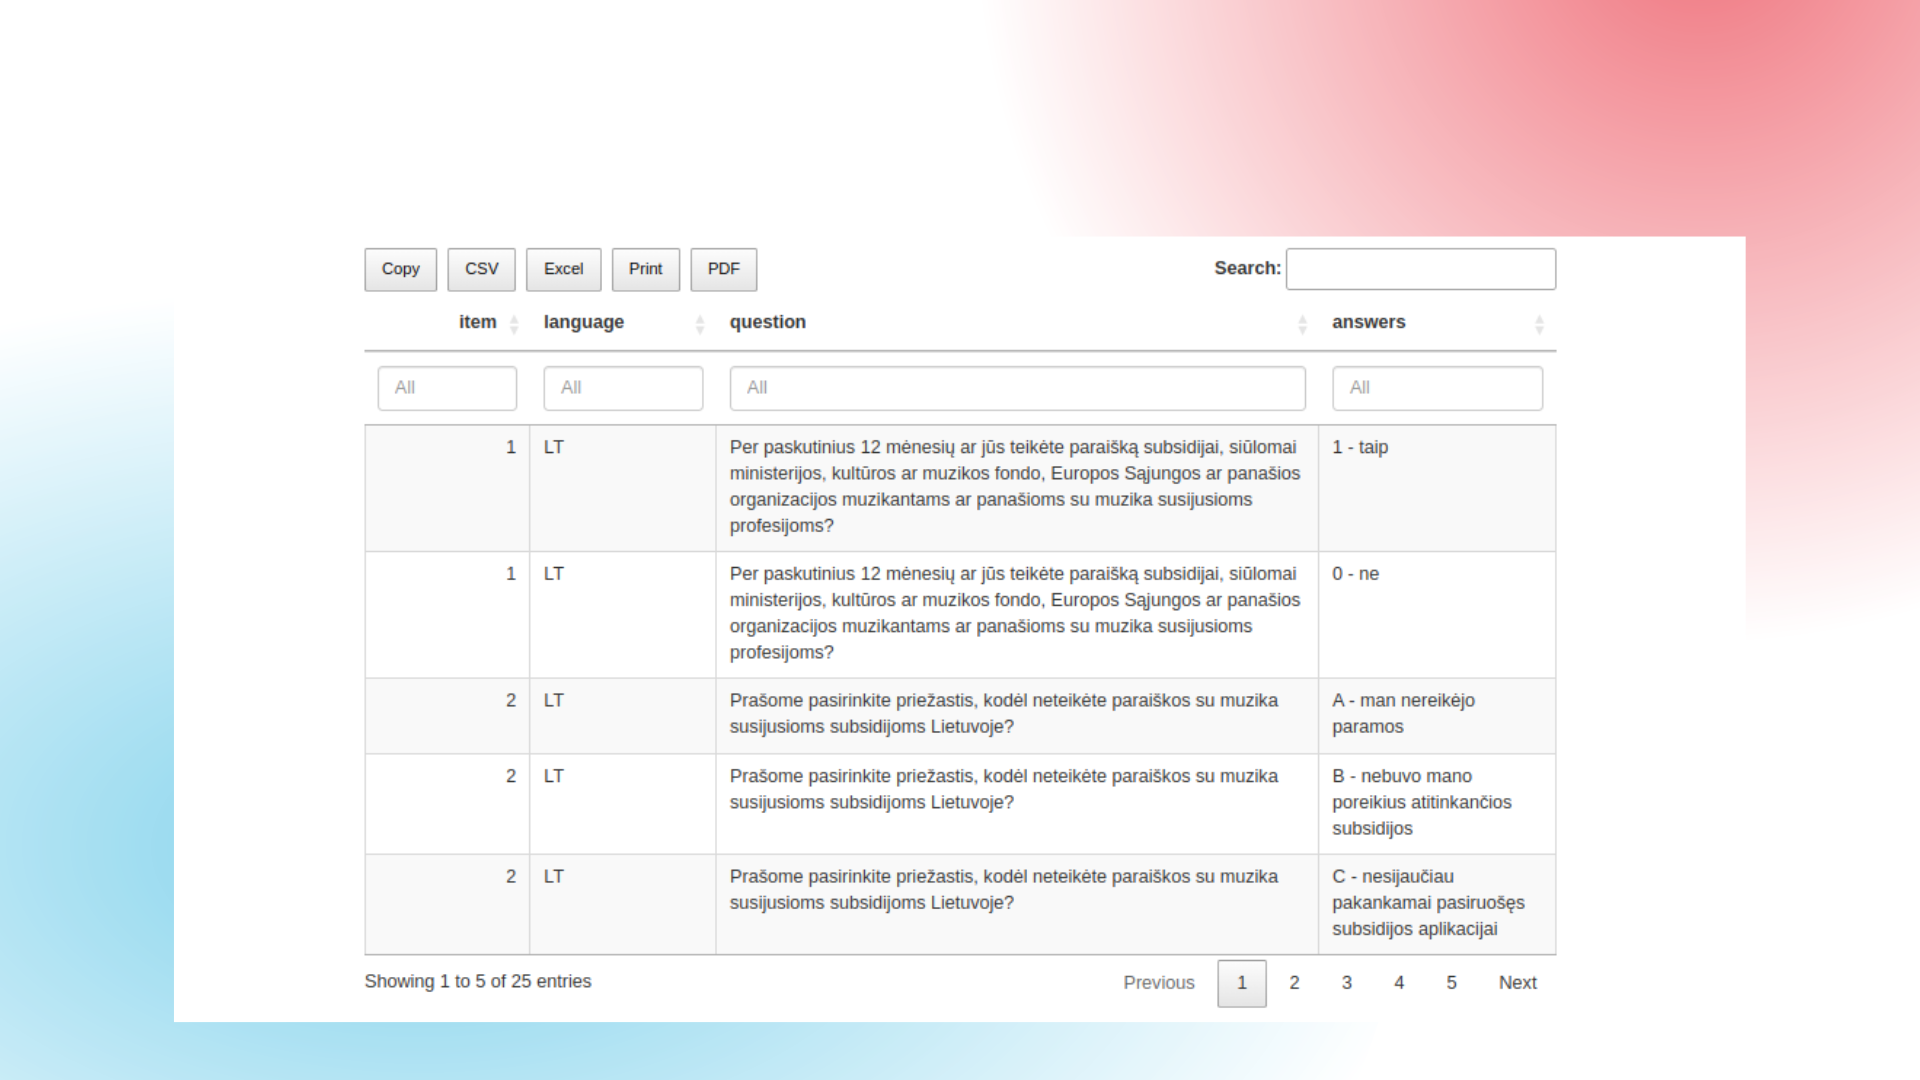 Copy CSV Excel Print PDF Search:
item language question answers
All All All All
1 LT Per paskutinius 12 mėnesių ar jūs teikėte paraišką subsidijai, siūlomai 1 - taip
ministerijos, kultūros ar muzikos fondo, Europos Sąjungos ar panašios
organizacijos muzikantams ar panašioms su muzika susijusioms
profesijoms?
1 LT Per paskutinius 12 mėnesių ar jūs teikėte paraišką subsidijai, siūlomai 0 - ne
ministerijos, kultūros ar muzikos fondo, Europos Sąjungos ar panašios
organizacijos muzikantams ar panašioms su muzika susijusioms
profesijoms?
2 LT Prašome pasirinkite priežastis, kodėl neteikėte paraiškos su muzika A - man nereikėjo
susijusioms subsidijoms Lietuvoje? paramos
2 LT Prašome pasirinkite priežastis, kodėl neteikėte paraiškos su muzika B - nebuvo mano
susijusioms subsidijoms Lietuvoje? poreikius atitinkančios
subsidijos
2 LT Prašome pasirinkite priežastis, kodėl neteikėte paraiškos su muzika C - nesijaučiau
susijusioms subsidijoms Lietuvoje? pakankamai pasiruošęs
subsidijos aplikacijai
Showing 1 to 5 of 25 entries Previous 1 2 3 4 5 Next